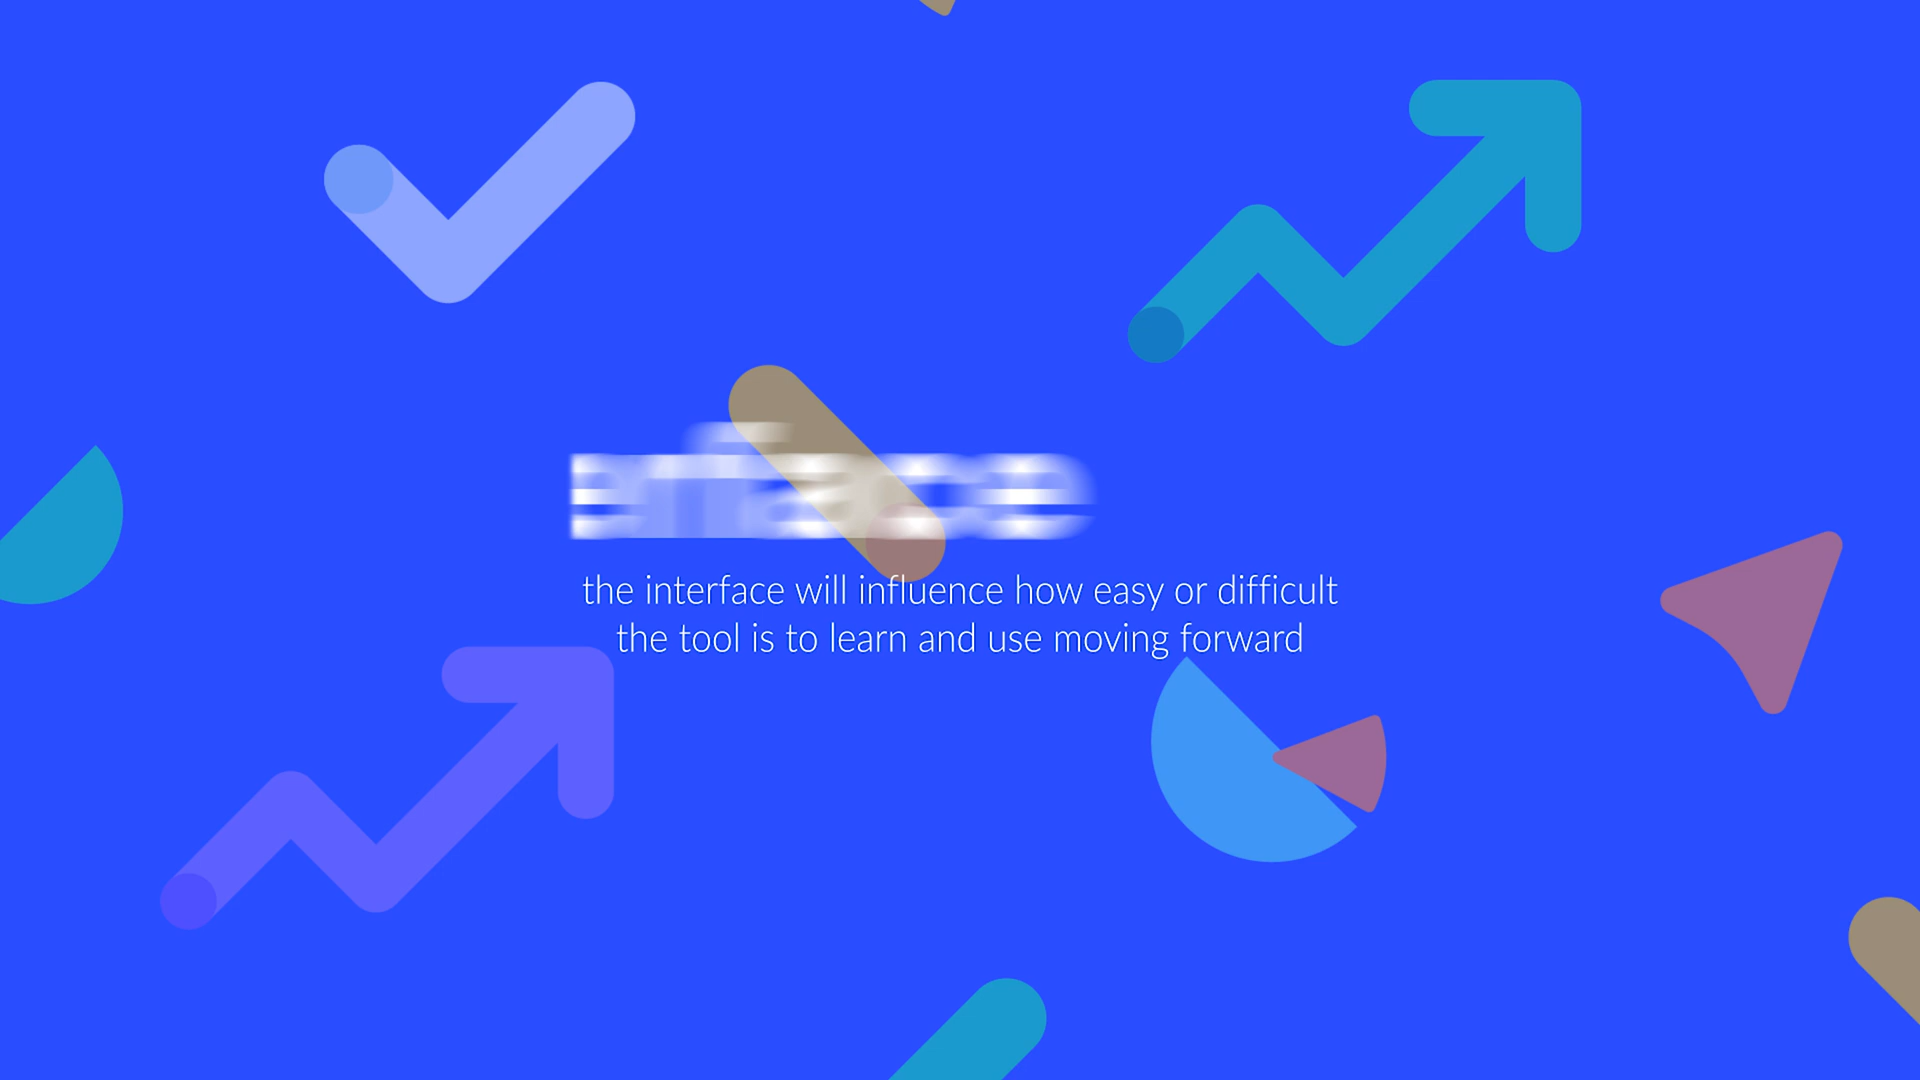 the interface will influence how easy or difficult
the tool is to learn and use moving forward